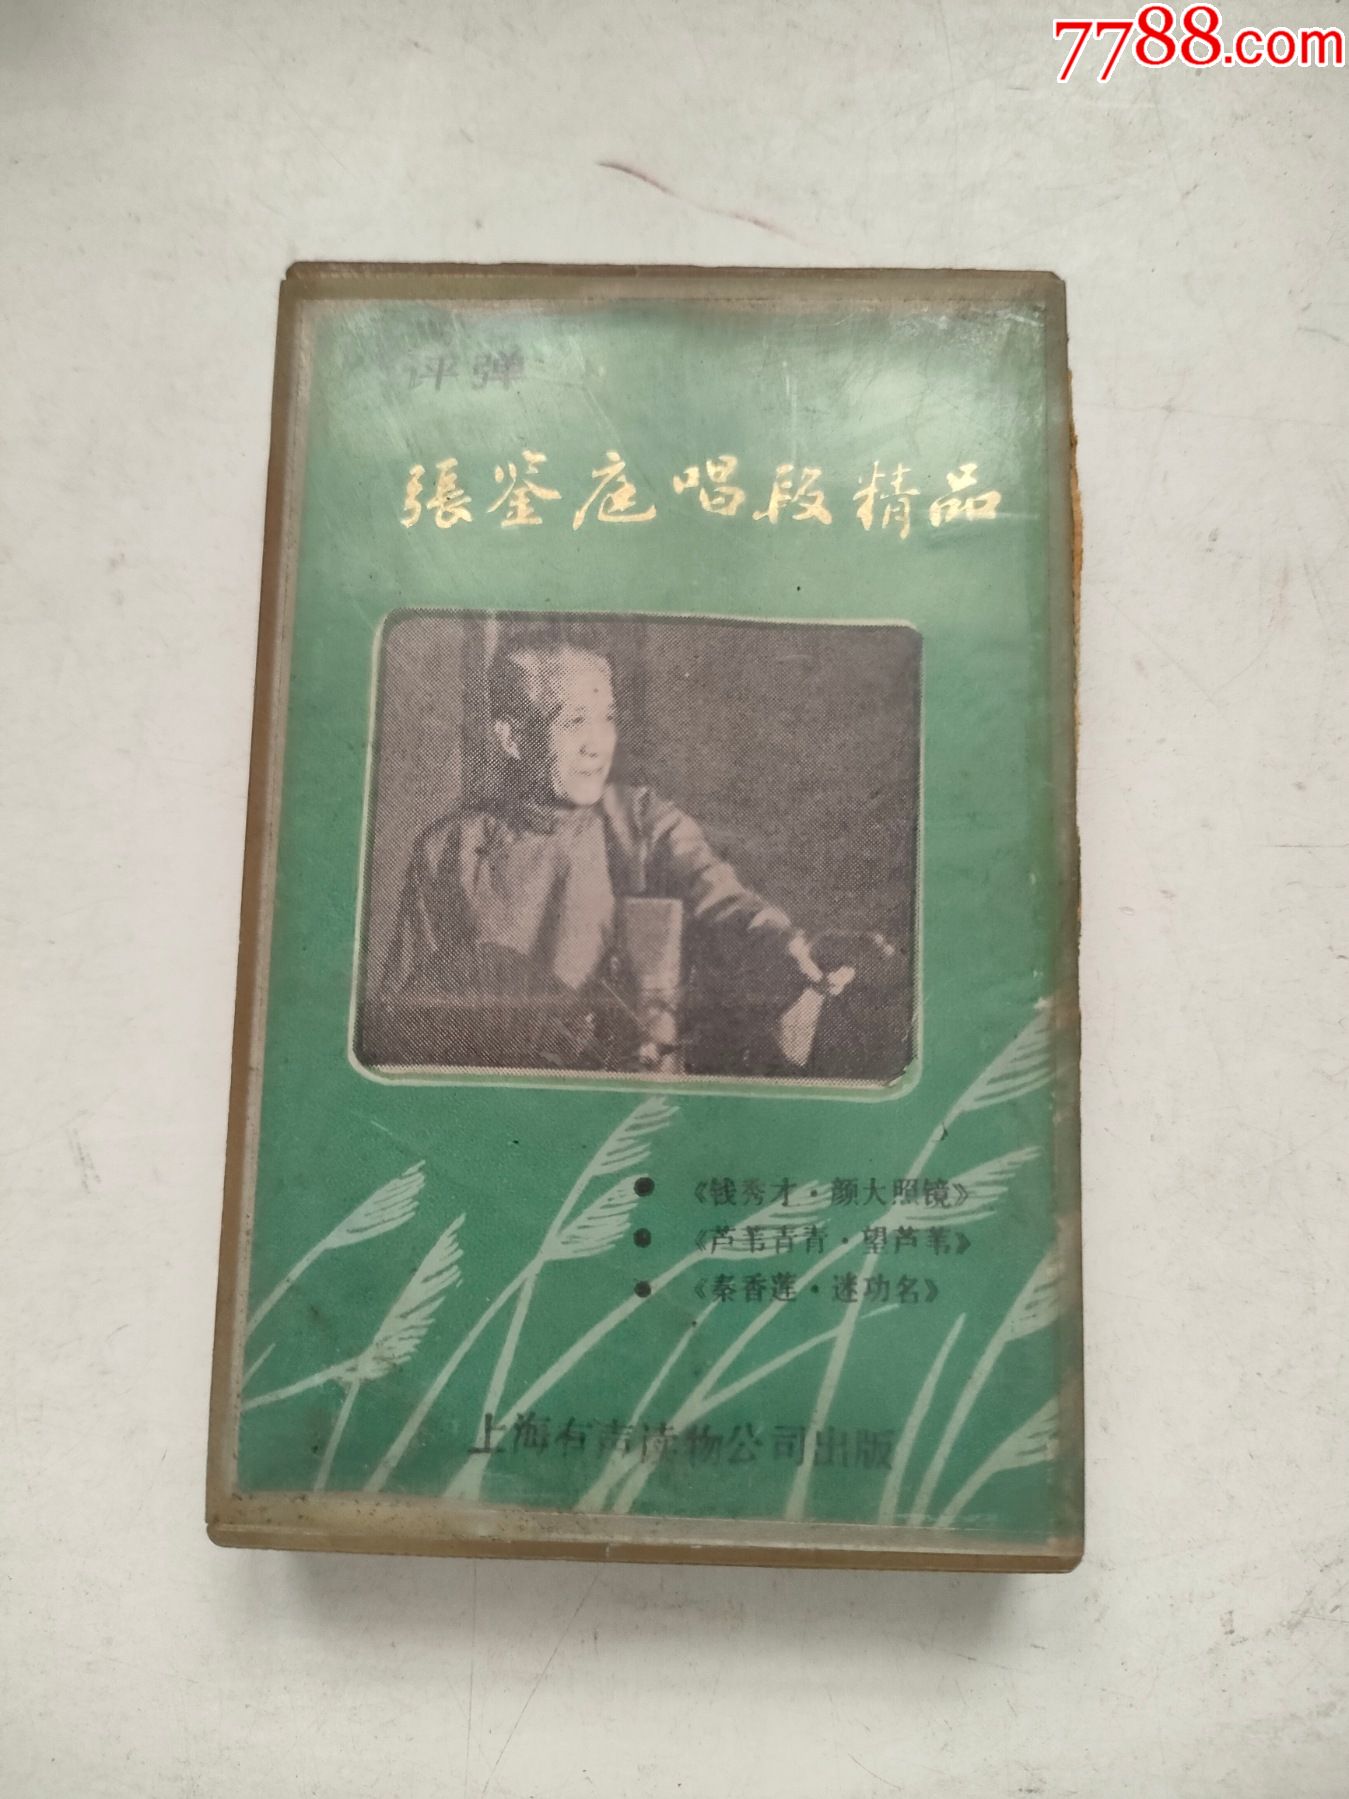 7788.com
评弹
張鉴庭唱段精品
●《钱秀才·颜大照镜》
●《芦苇青青·望芦苇》
●《秦香莲·迷功名》
上海有声读物公司出版